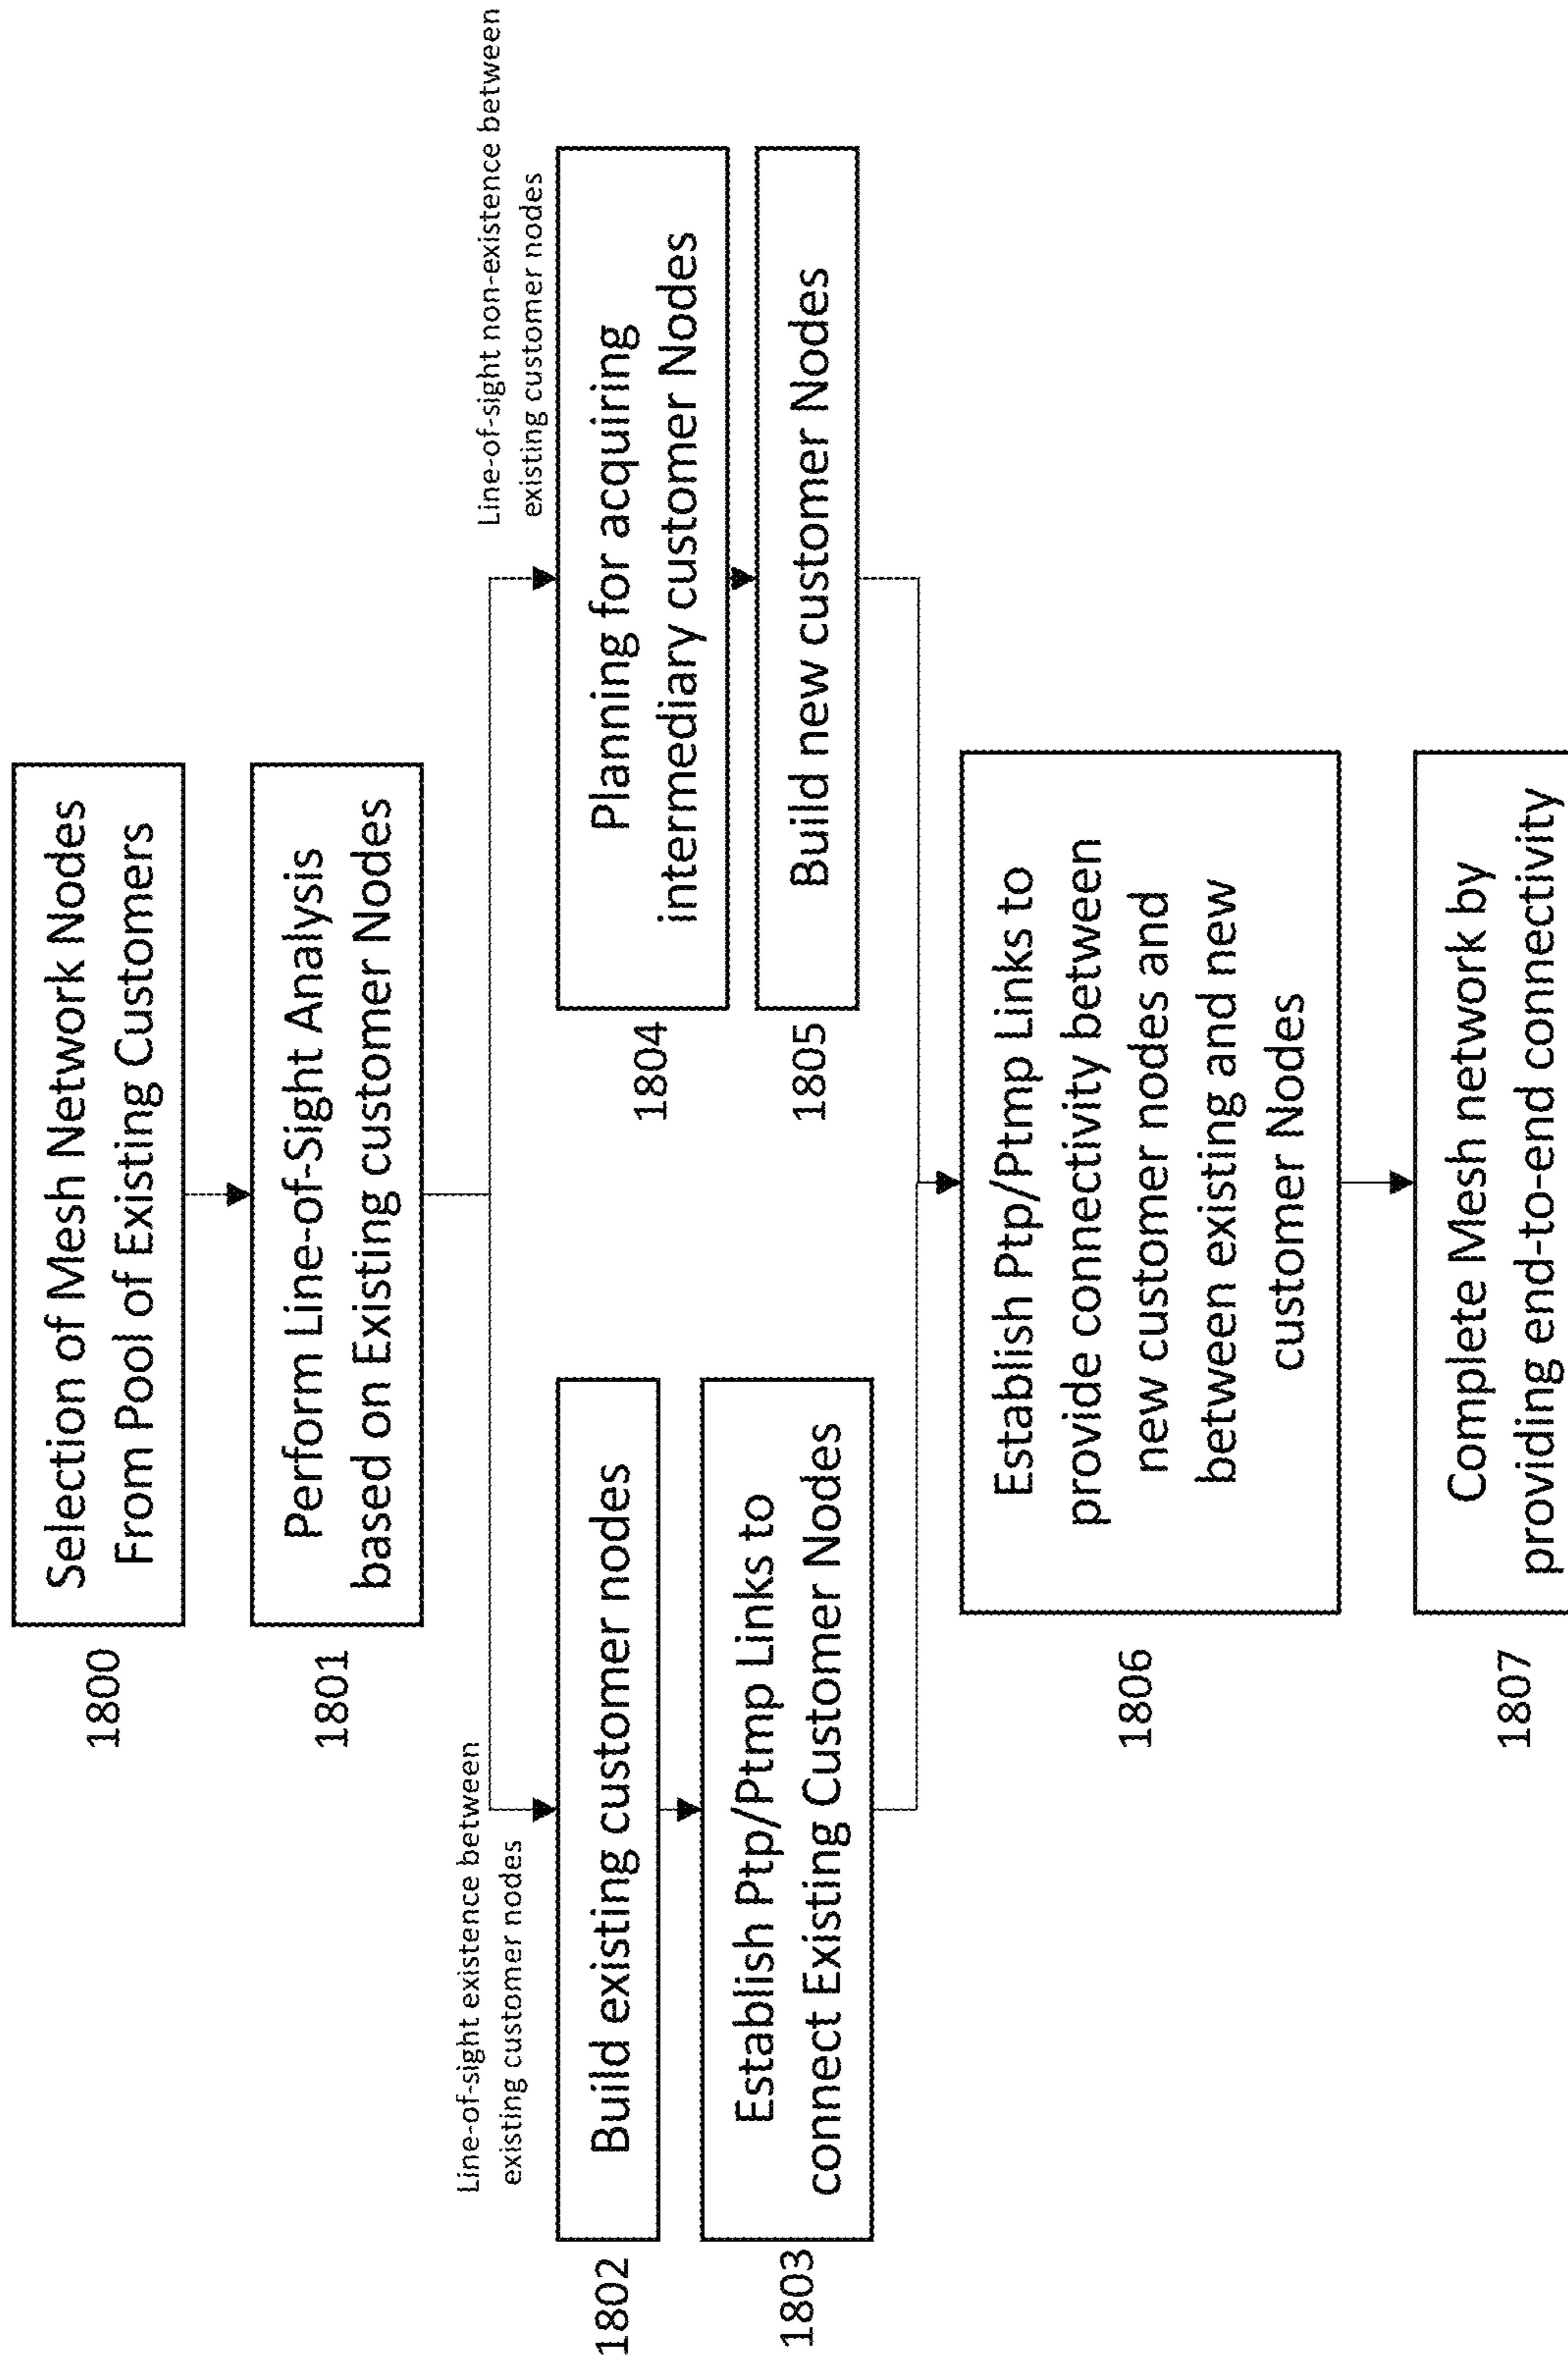 1800
Selection of Mesh Network Nodes
From Pool of Existing Customers
1801
Perform Line-of-Sight Analysis
based on Existing customer Nodes
Line-of-sight existence between
existing customer nodes
1802
Build existing customer nodes
1803
Establish Ptp/Ptmp Links to
connect Existing Customer Nodes
Line-of-sight non-existence between
existing customer nodes
1804
Planning for acquiring
intermediary customer Nodes
1805
Build new customer Nodes
1806
Establish Ptp/Ptmp Links to
provide connectivity between
new customer nodes and
between existing and new
customer Nodes
1807
Complete Mesh network by
providing end-to-end connectivity